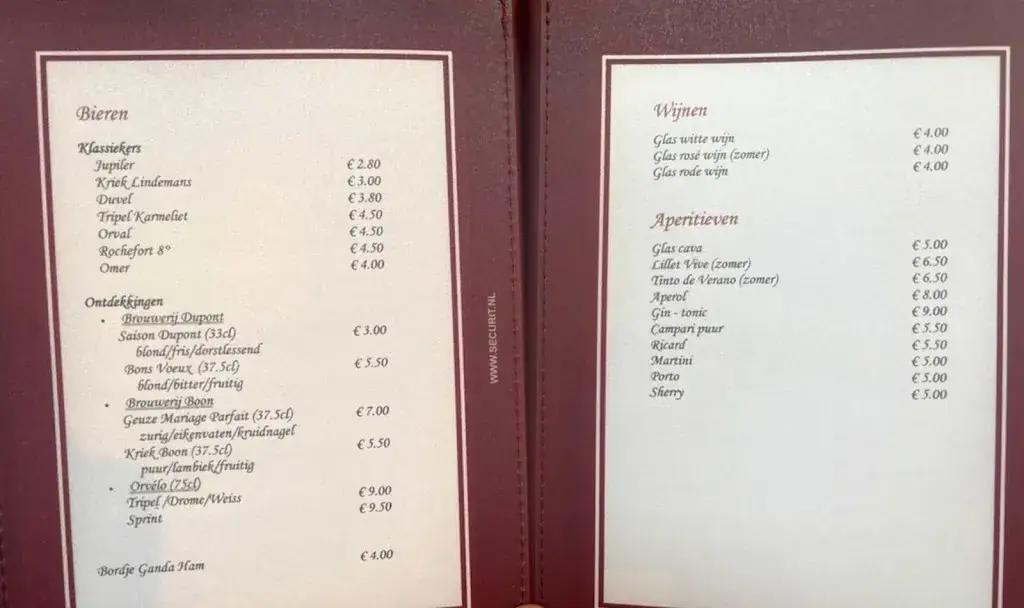 Bieren
Klassiekers
Jupiler € 2.80
Kriek Lindemans € 3.00
Duvel € 3.80
Tripel Karmeliet € 4.50
Orval € 4.50
Rochefort 8° € 4.50
Omer € 4.00
Ontdekkingen
• Brouwerij Dupont
Saison Dupont (33cl) € 3.00
blond/fris/dorstlessend
Bons Voeux (37.5cl) € 5.50
blond/bitter/fruitig
• Brouwerij Boon
Geuze Mariage Parfait (37.5cl) € 7.00
zurig/eikenvaten/kruidnagel
Kriek Boon (37.5cl) € 5.50
puur/lambiek/fruitig
• Orvélo (75cl)
Tripel /Drome/Weiss € 9.00
Sprint € 9.50
Bordje Ganda Ham € 4.00
WWW.SECURIT.NL
Wijnen
Glas witte wijn € 4.00
Glas rosé wijn (zomer) € 4.00
Glas rode wijn € 4.00
Aperitieven
Glas cava € 5.00
Lillet Vive (zomer) € 6.50
Tinto de Verano (zomer) € 6.50
Aperol € 8.00
Gin - tonic € 9.00
Campari puur € 5.50
Ricard € 5.50
Martini € 5.00
Porto € 5.00
Sherry € 5.00